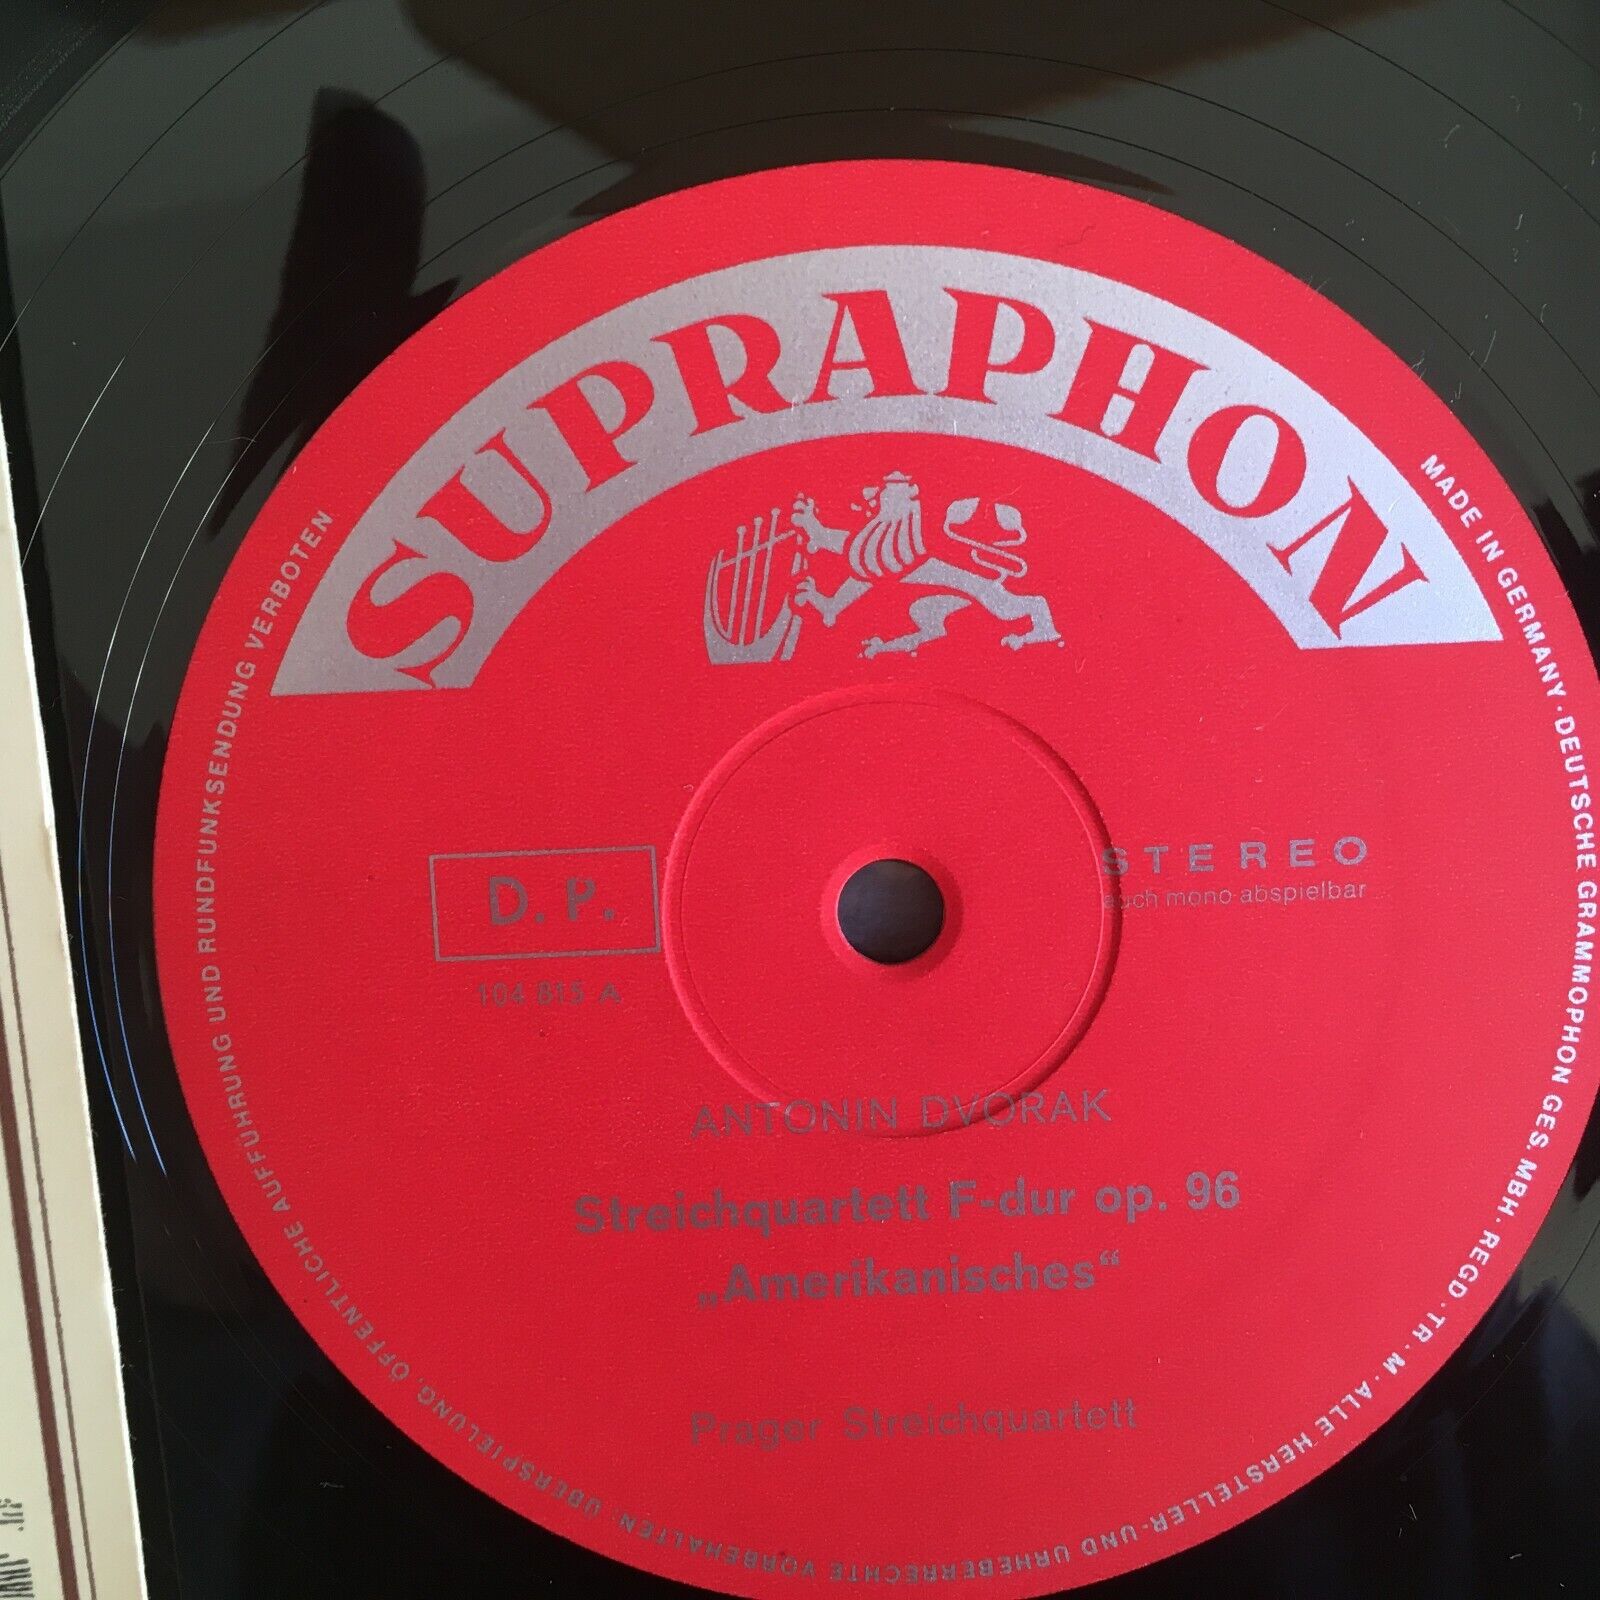 SUPRAPHON
D. P.
104 815 A
STEREO
auch mono abspielbar
ANTONIN DVORAK
Streichquartett F-dur op. 96
„Amerikanisches“
Prager Streichquartett
MADE IN GERMANY · DEUTSCHE GRAMMOPHON GES. MBH · REGD · TR · M · ALLE HERSTELLER- UND URHEBERRECHTE VORBEHALTEN · ÜBERSPIELUNG, ÖFFENTLICHE AUFFÜHRUNG UND RUNDFUNKSENDUNG VERBOTEN